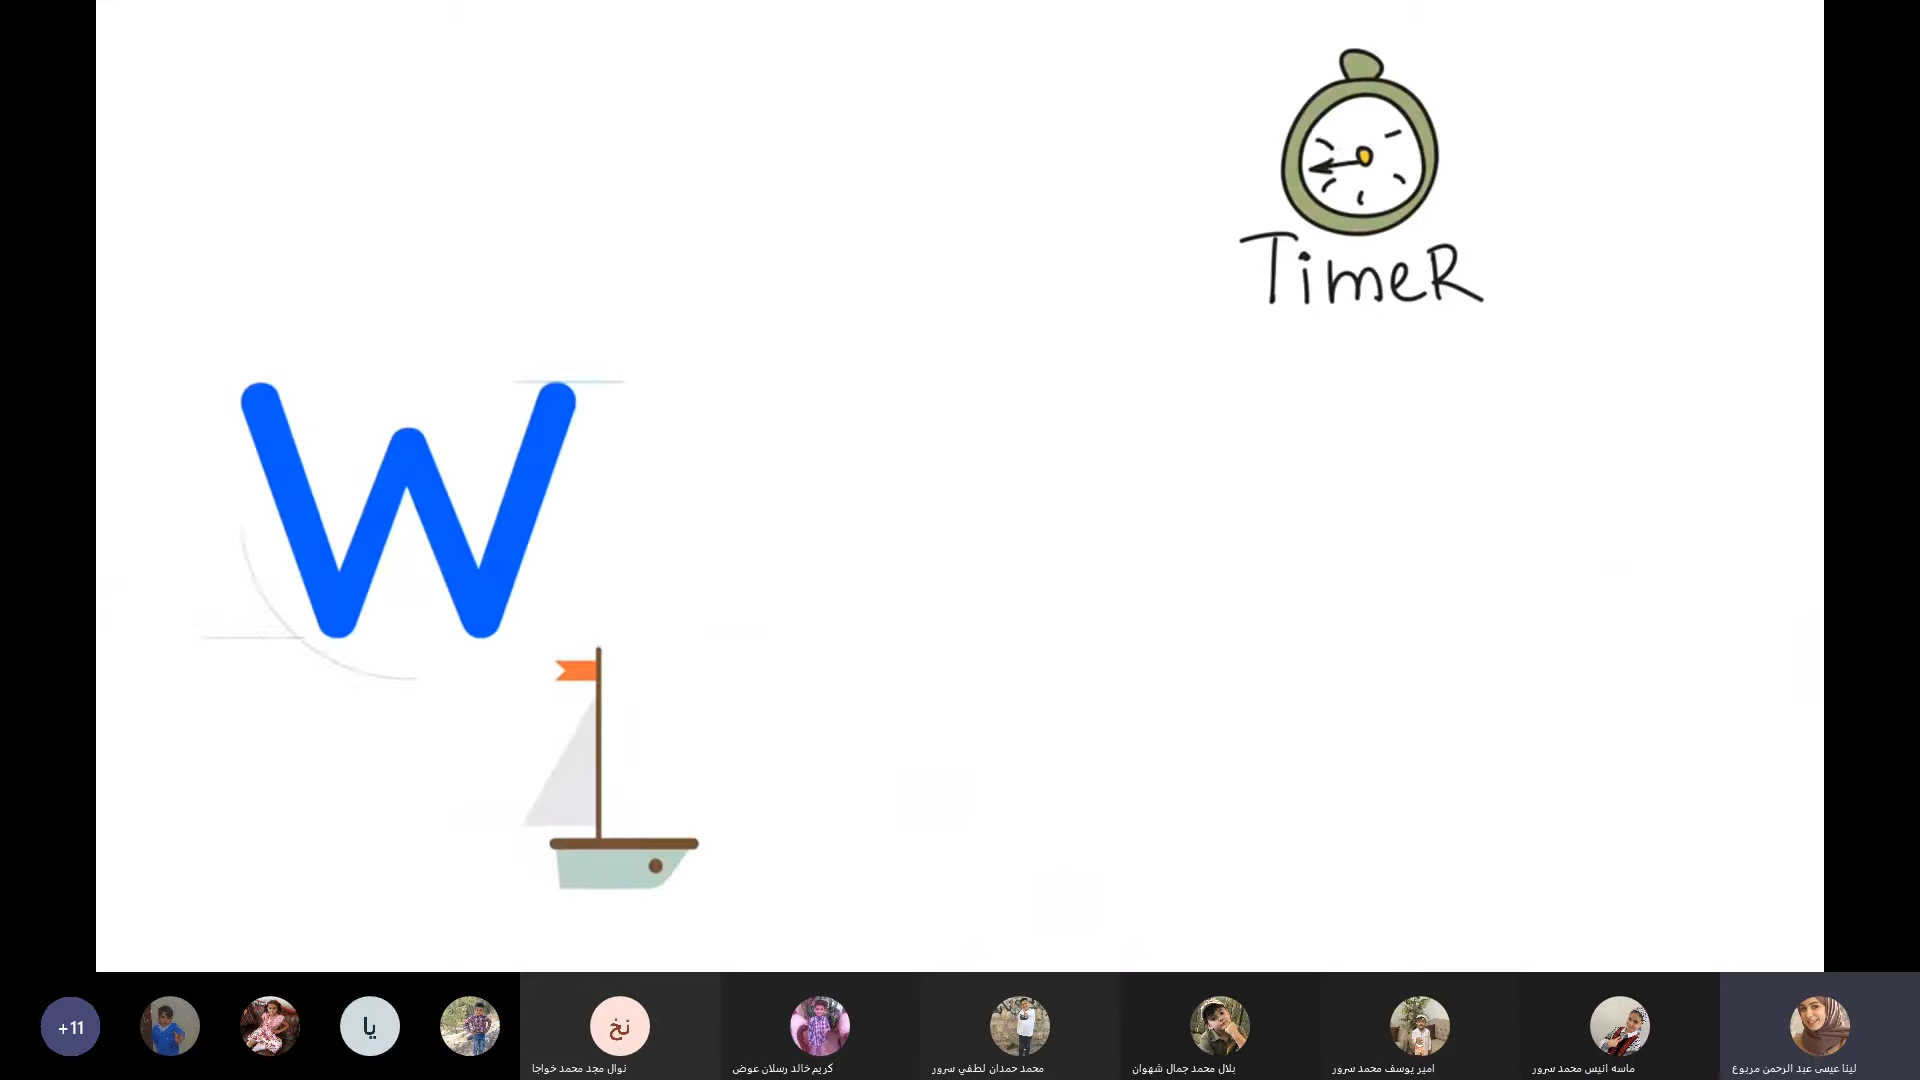 TimeR
W
+11
يا
نخ
نوال مجد محمد خواجا
كريم خالد رسلان عوض
محمد حمدان لطفي سرور
بلال محمد جمال شهوان
امير يوسف محمد سرور
ماسه انيس محمد سرور
لينا عيسى عبد الرحمن مربوع